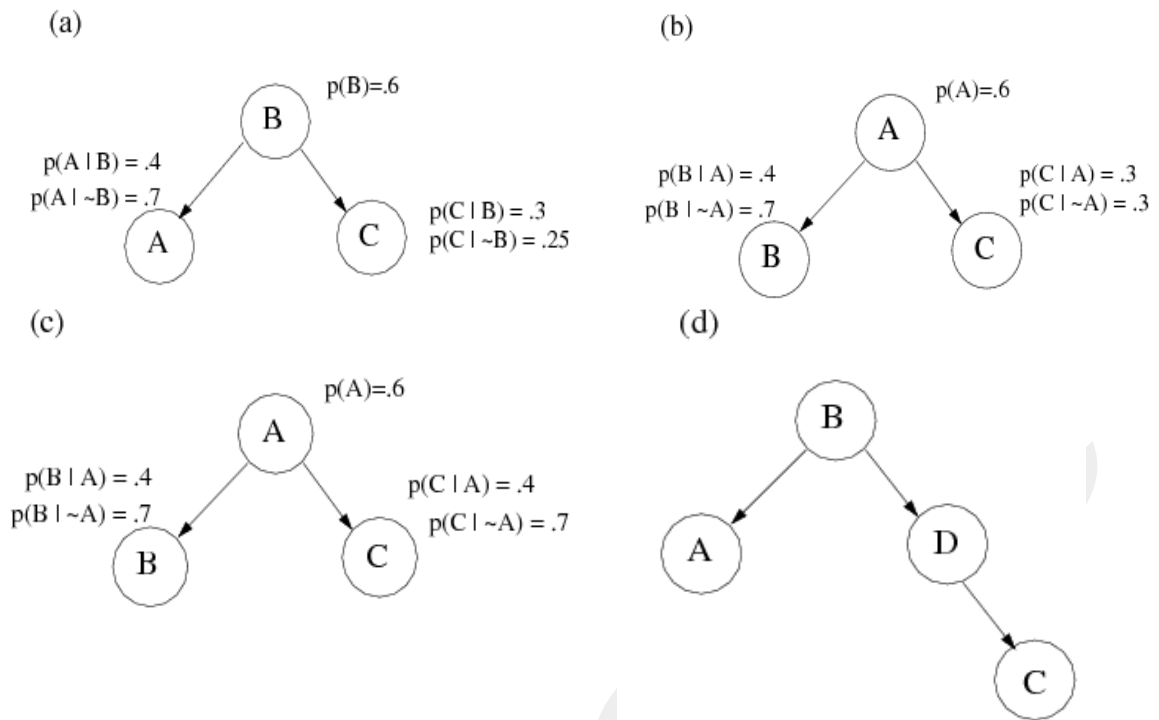 (a)
p(B)=.6
B
p(A | B) = .4
p(A | ~B) = .7
A
C
p(C | B) = .3
p(C | ~B) = .25
(b)
p(A)=.6
A
p(B | A) = .4
p(B | ~A) = .7
B
p(C | A) = .3
p(C | ~A) = .3
C
(c)
p(A)=.6
A
p(B | A) = .4
p(B | ~A) = .7
B
p(C | A) = .4
p(C | ~A) = .7
C
(d)
B
A
D
C